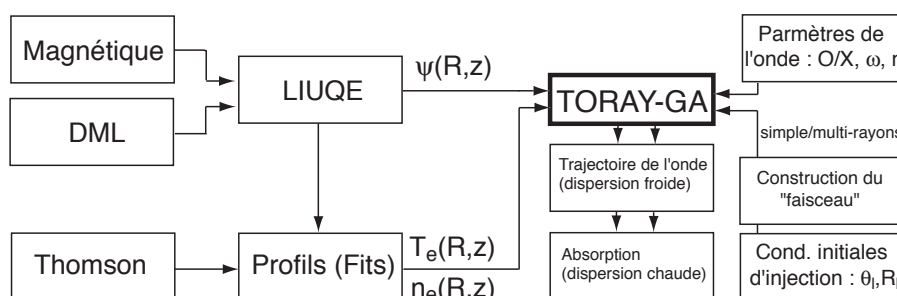 Magnétique
DML
Thomson
LIUQE
Profils (Fits)
ψ(R,z)
T_e(R,z)
n_e(R,z)
TORAY-GA
Trajectoire de l'onde
(dispersion froide)
Absorption
(dispersion chaude)
Parmètres de
l'onde : O/X, ω,
simple/multi-rayons
Construction du
"faisceau"
Cond. initiales
d'injection : θ_l,